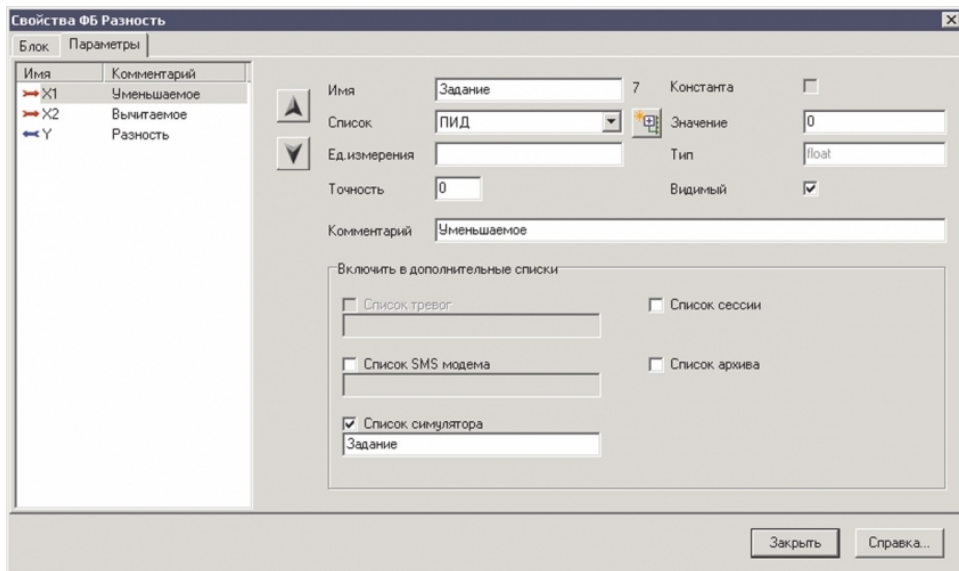 Свойства ФБ Разность
Блок Параметры
Имя Комментарий
X1 Уменьшаемое
X2 Вычитаемое
Y Разность
Имя Задание 7 Константа
Список ПИД Значение 0
Ед.измерения Тип float
Точность 0 Видимый
Комментарий Уменьшаемое
Включить в дополнительные списки
Список тревог Список сессии
Список SMS модема Список архива
Список симулятора
Задание
Закрыть Справка...